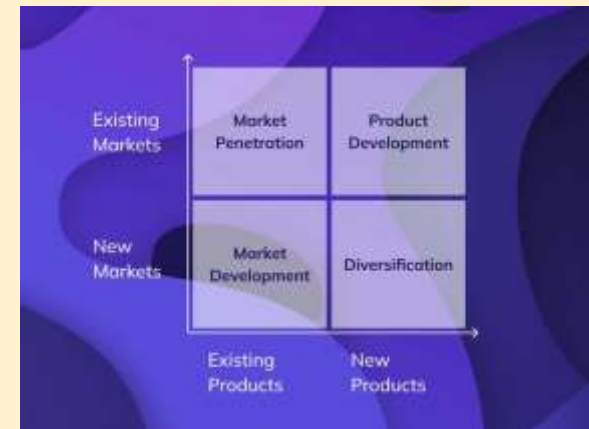 Existing
Markets
Market
Penetration
Product
Development
New
Markets
Market
Development
Diversification
Existing
Products
New
Products